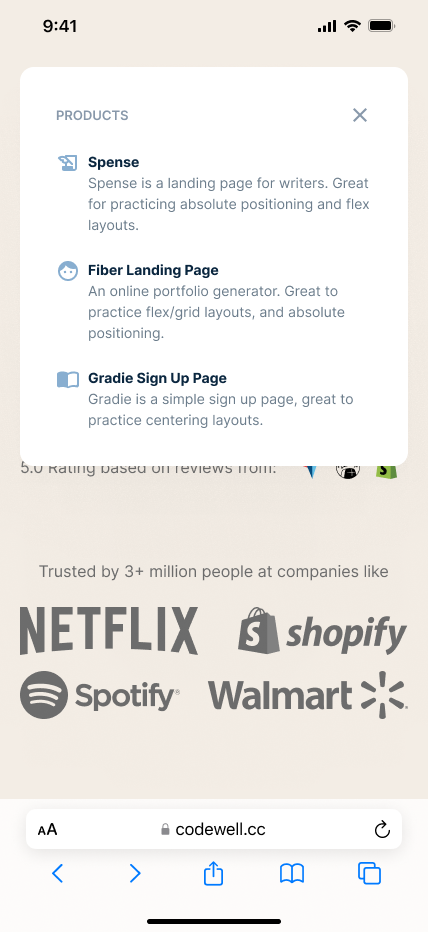 9:41
PRODUCTS
Spense
Spense is a landing page for writers. Great
for practicing absolute positioning and flex
layouts.
Fiber Landing Page
An online portfolio generator. Great to
practice flex/grid layouts, and absolute
positioning.
Gradie Sign Up Page
Gradie is a simple sign up page, great to
practice centering layouts.
5.0 Rating based on reviews from:
Trusted by 3+ million people at companies like
NETFLIX shopify
Spotify® Walmart
AA codewell.cc